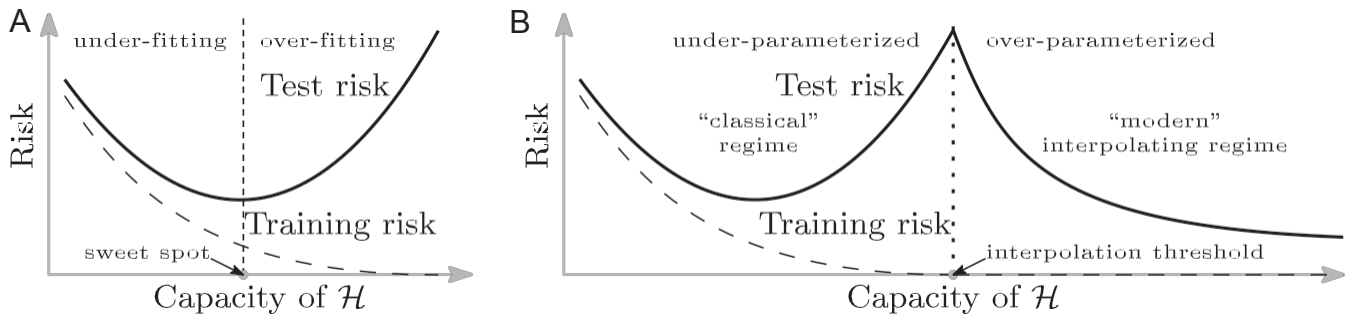 A
under-fitting
over-fitting
Test risk
Risk
Training risk
sweet spot
Capacity of ℋ
B
under-parameterized
over-parameterized
Test risk
“classical”
regime
“modern”
interpolating regime
Risk
Training risk
interpolation threshold
Capacity of ℋ